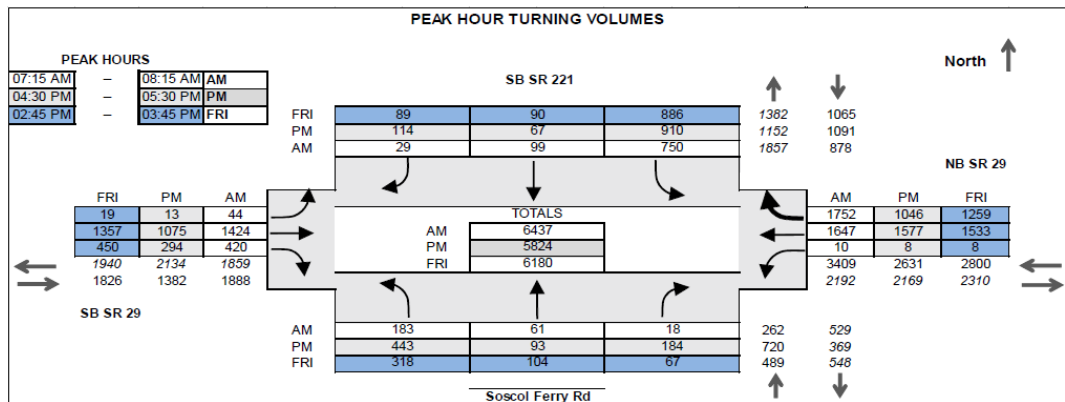 PEAK HOUR TURNING VOLUMES
PEAK HOURS
07:15 AM – 08:15 AM AM
04:30 PM – 05:30 PM PM
02:45 PM – 03:45 PM FRI
SB SR 221
North
FRI 89 90 886 1382 1065
PM 114 67 910 1152 1091
AM 29 99 750 1857 878
NB SR 29
FRI PM AM
19 13 44
1357 1075 1424
450 294 420
1940 2134 1859
1826 1382 1888
SB SR 29
TOTALS
AM 6437
PM 5824
FRI 6180
AM PM FRI
1752 1046 1259
1647 1577 1533
10 8 8
3409 2631 2800
2192 2169 2310
AM 183 61 18 262 529
PM 443 93 184 720 369
FRI 318 104 67 489 548
Soscol Ferry Rd